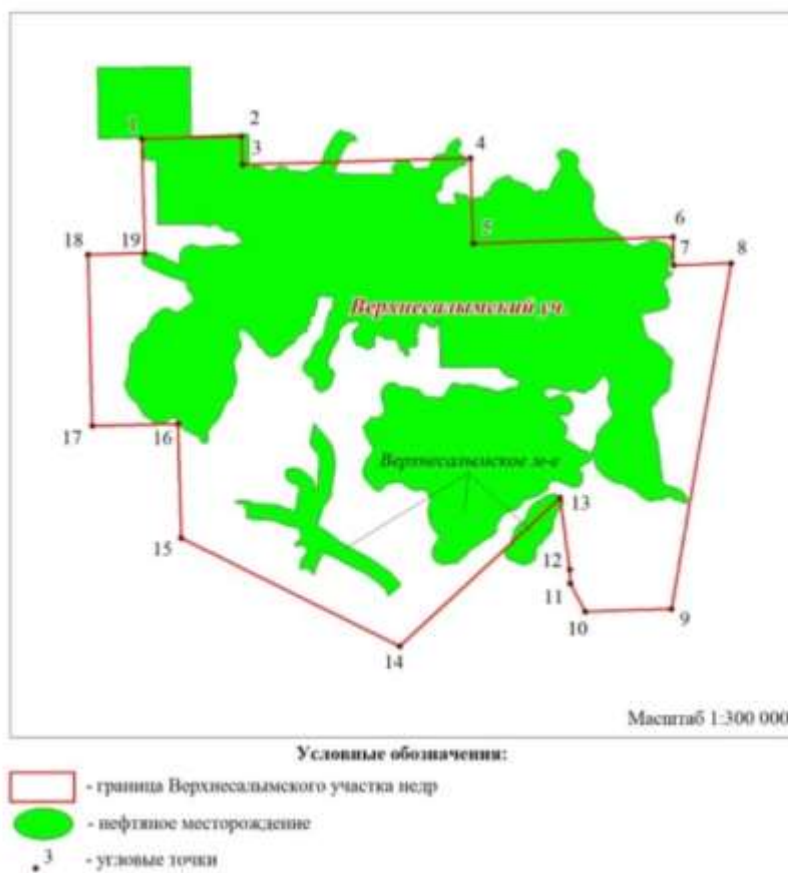 1
2
3
4
5
6
7
8
18
19
Верхнесалымский уч.
17
16
Верхнесалымское м-е
13
15
12
11
10
9
14
Масштаб 1:300 000
Условные обозначения:
- граница Верхнесалымского участка недр
- нефтяное месторождение
3 - угловые точки